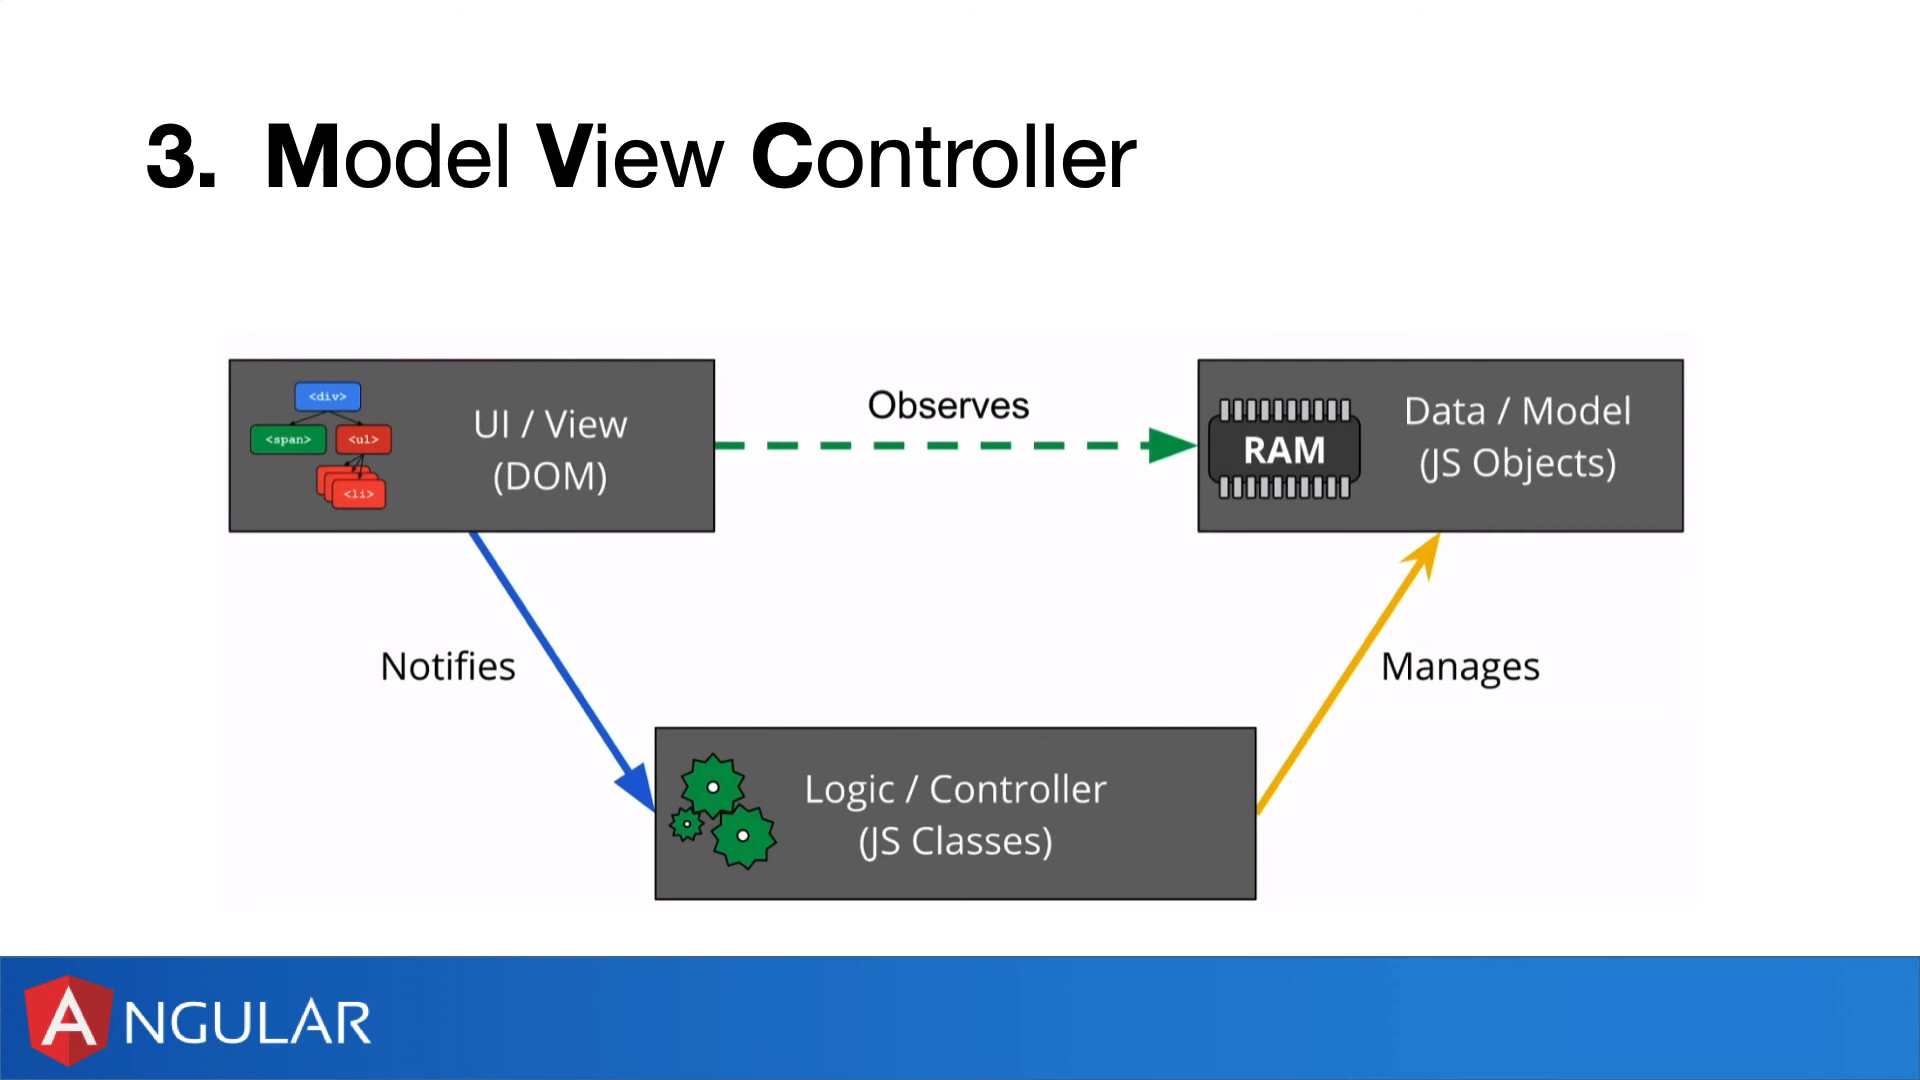 3. Model View Controller
<div>
<span>
<ul>
<li>
UI / View
(DOM)
Observes
RAM
Data / Model
(JS Objects)
Notifies
Manages
Logic / Controller
(JS Classes)
ANGULAR